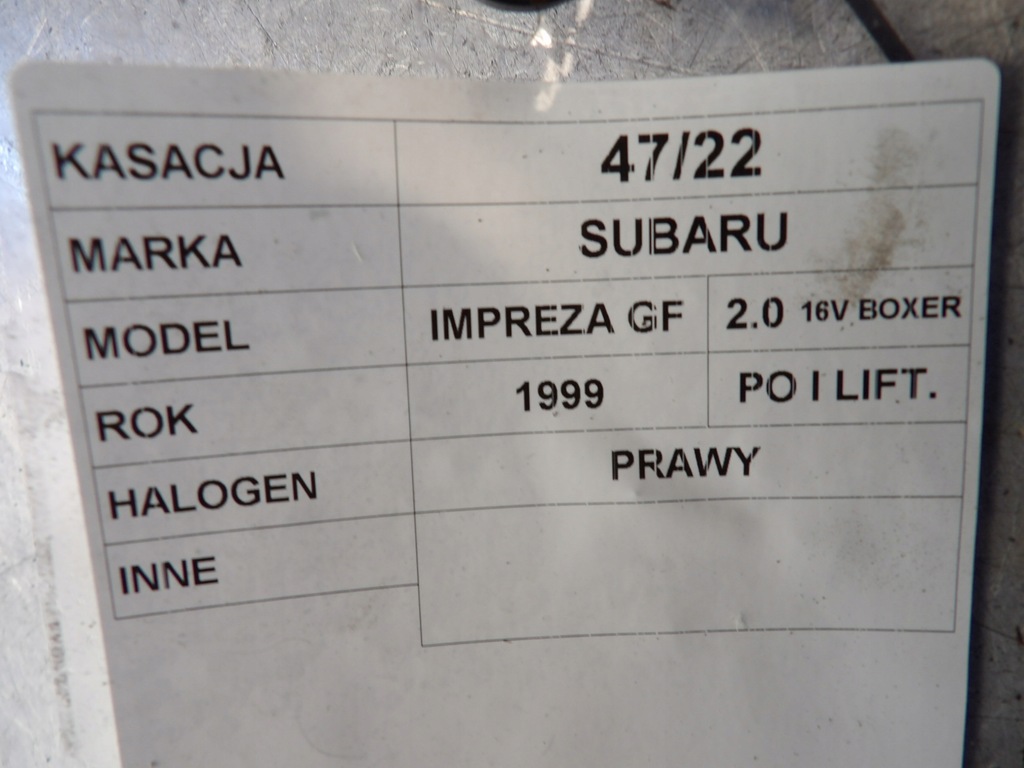 KASACJA 47/22
MARKA SUBARU
MODEL IMPREZA GF 2.0 16V BOXER
ROK 1999 PO I LIFT.
HALOGEN PRAWY
INNE